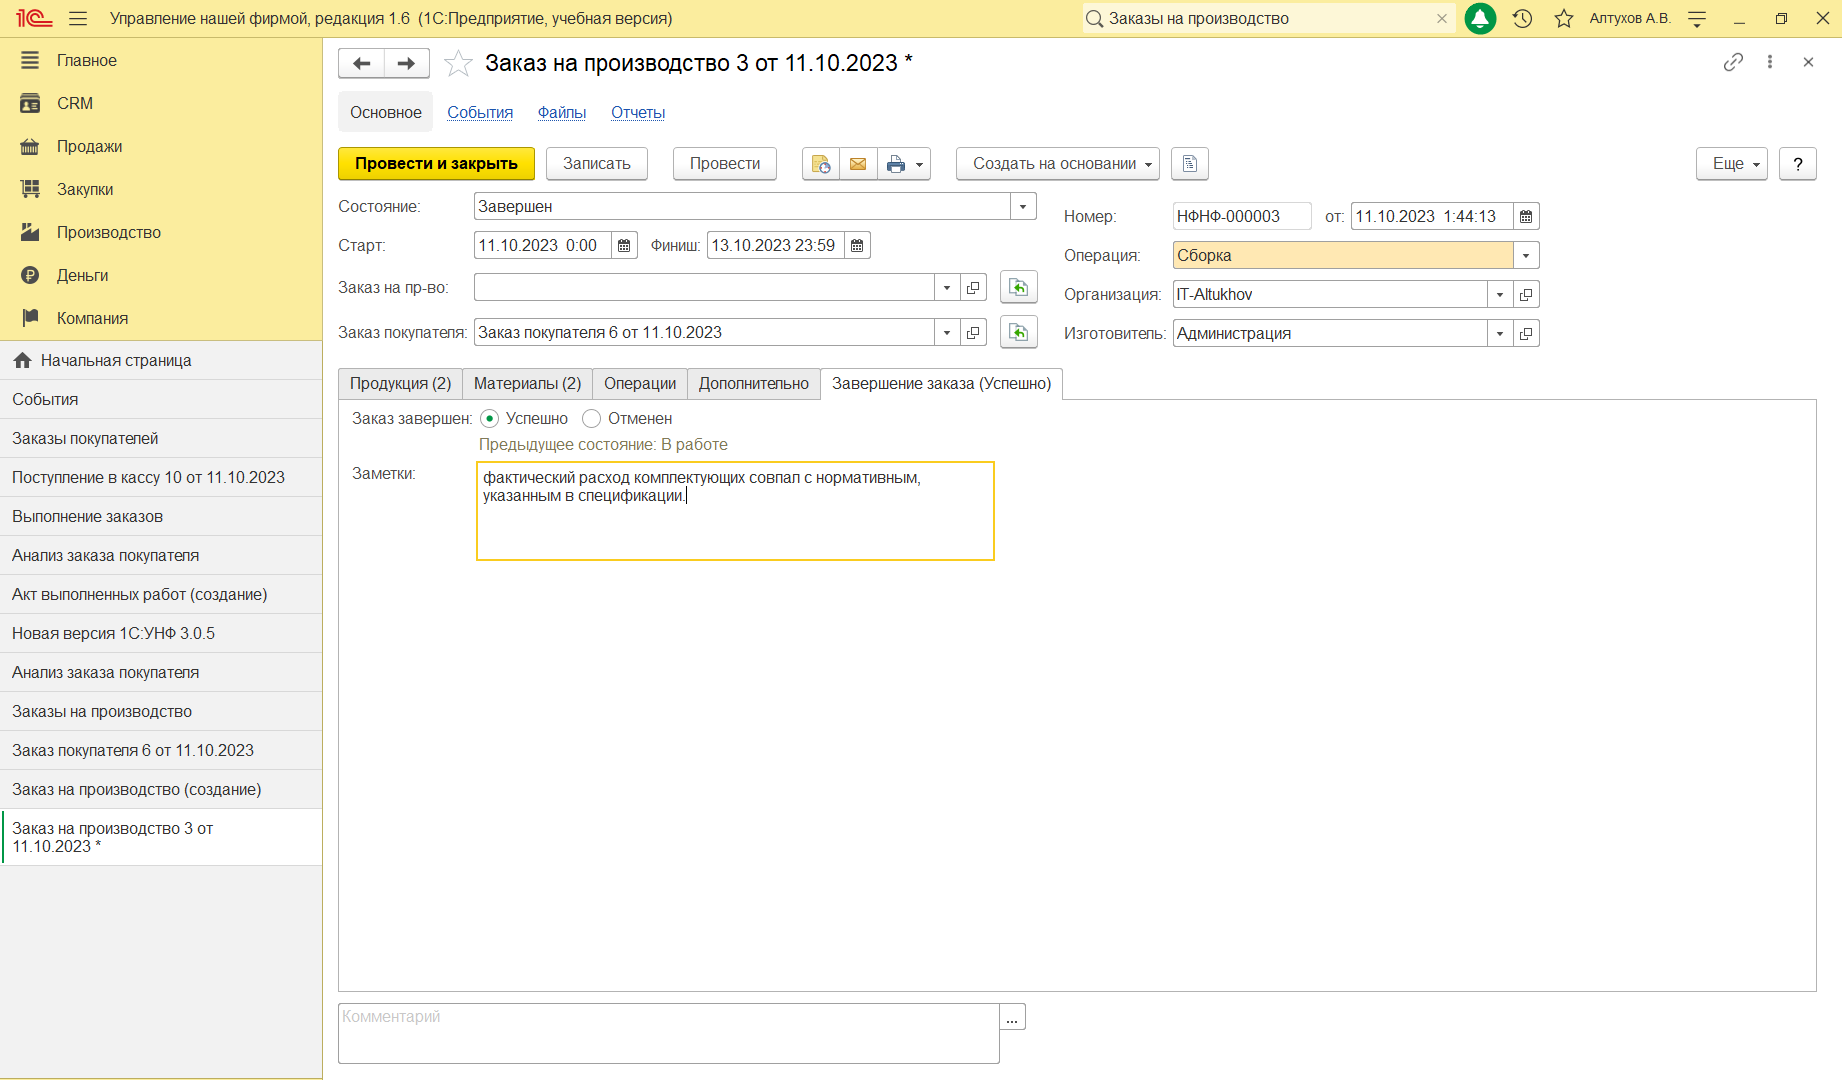 Управление нашей фирмой, редакция 1.6 (1С:Предприятие, учебная версия)
Заказы на производство
Алтухов А.В.
Главное
CRM
Продажи
Закупки
Производство
Деньги
Компания
Начальная страница
События
Заказы покупателей
Поступление в кассу 10 от 11.10.2023
Выполнение заказов
Анализ заказа покупателя
Акт выполненных работ (создание)
Новая версия 1С:УНФ 3.0.5
Анализ заказа покупателя
Заказы на производство
Заказ покупателя 6 от 11.10.2023
Заказ на производство (создание)
Заказ на производство 3 от
11.10.2023 *
Заказ на производство 3 от 11.10.2023 *
Основное События Файлы Отчеты
Провести и закрыть Записать Провести Создать на основании Еще ?
Состояние: Завершен
Номер: НФНФ-000003 от: 11.10.2023 1:44:13
Старт: 11.10.2023 0:00 Финиш: 13.10.2023 23:59
Операция: Сборка
Заказ на пр-во:
Организация: IT-Altukhov
Заказ покупателя: Заказ покупателя 6 от 11.10.2023
Изготовитель: Администрация
Продукция (2) Материалы (2) Операции Дополнительно Завершение заказа (Успешно)
Заказ завершен: Успешно Отменен
Предыдущее состояние: В работе
Заметки:
фактический расход комплектующих совпал с нормативным,
указанным в спецификации.
Комментарий
...